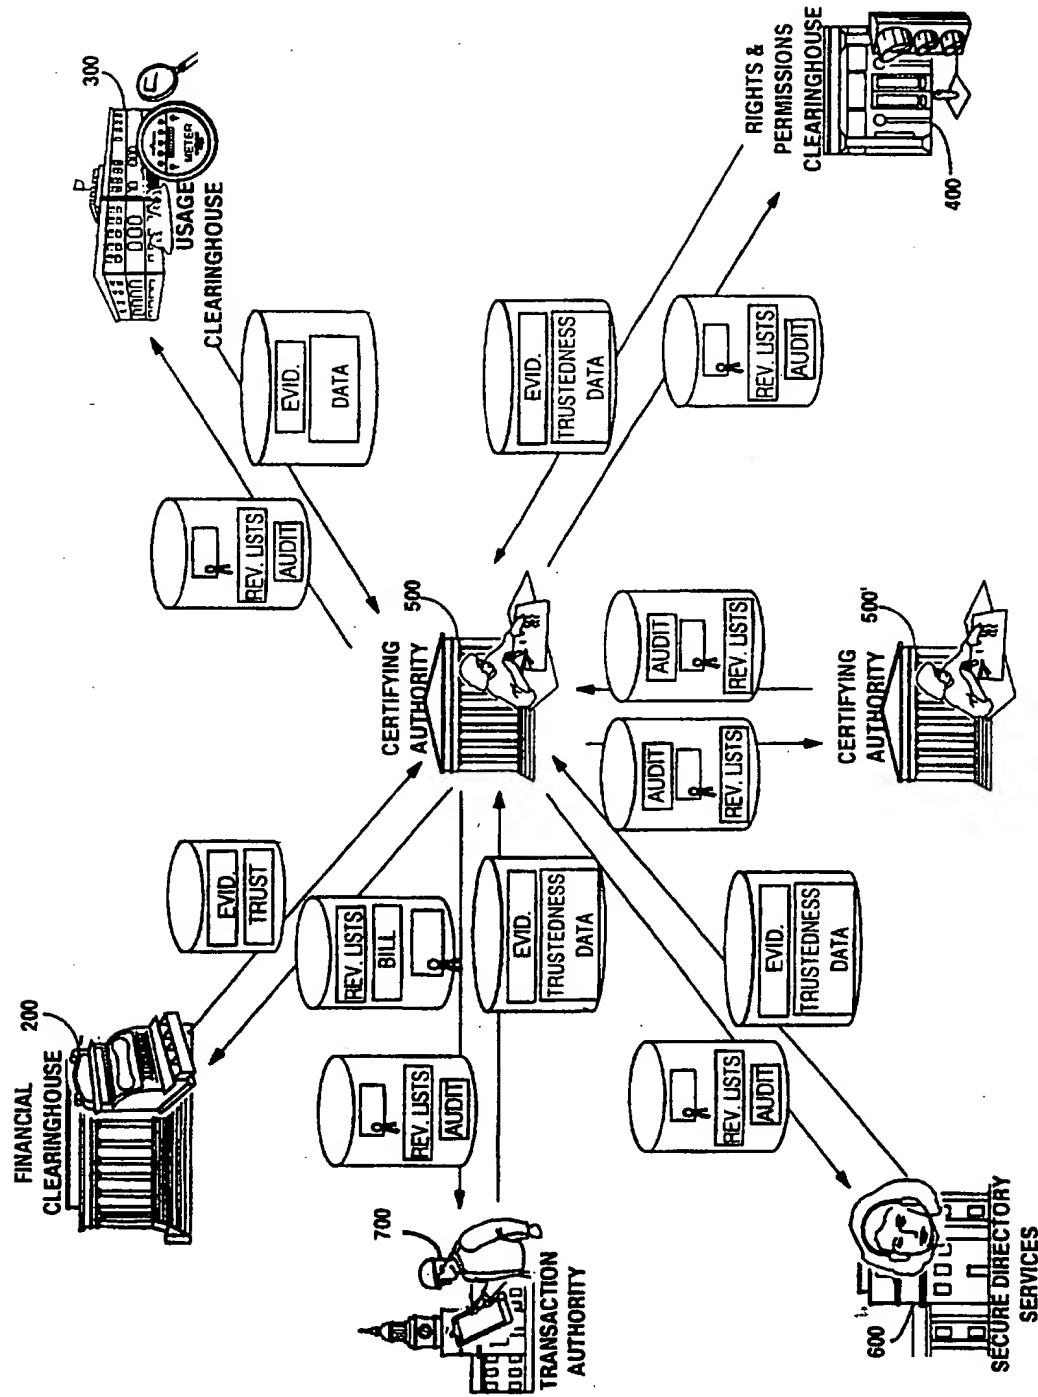 FINANCIAL
CLEARINGHOUSE
200
300
METER
USAGE
CLEARINGHOUSE
EVID.
TRUST
REV. LISTS
AUDIT
EVID.
DATA
REV. LISTS
BILL
REV. LISTS
AUDIT
700
TRANSACTION
AUTHORITY
EVID.
TRUSTEDNESS
DATA
CERTIFYING
AUTHORITY
500
EVID.
TRUSTEDNESS
DATA
RIGHTS &
PERMISSIONS
CLEARINGHOUSE
400
REV. LISTS
AUDIT
AUDIT
REV. LISTS
AUDIT
REV. LISTS
REV. LISTS
AUDIT
EVID.
TRUSTEDNESS
DATA
600
SECURE DIRECTORY
SERVICES
CERTIFYING
AUTHORITY
500'